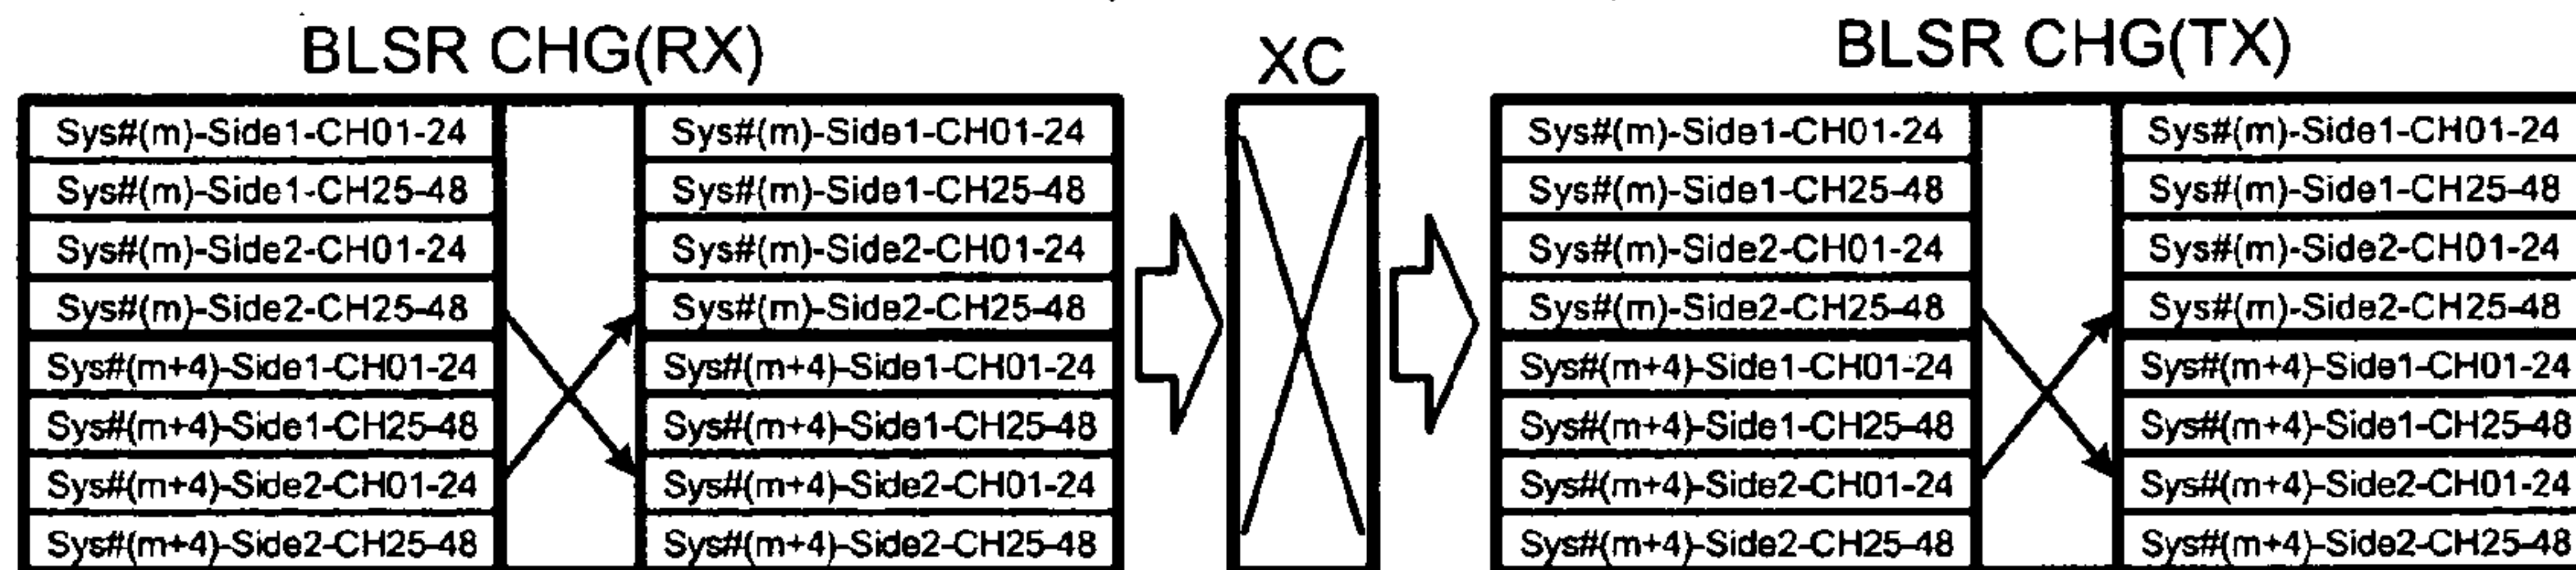 BLSR CHG(RX)
XC
BLSR CHG(TX)
Sys#(m)-Side1-CH01-24
Sys#(m)-Side1-CH25-48
Sys#(m)-Side2-CH01-24
Sys#(m)-Side2-CH25-48
Sys#(m+4)-Side1-CH01-24
Sys#(m+4)-Side1-CH25-48
Sys#(m+4)-Side2-CH01-24
Sys#(m+4)-Side2-CH25-48
Sys#(m)-Side1-CH01-24
Sys#(m)-Side1-CH25-48
Sys#(m)-Side2-CH01-24
Sys#(m)-Side2-CH25-48
Sys#(m+4)-Side1-CH01-24
Sys#(m+4)-Side1-CH25-48
Sys#(m+4)-Side2-CH01-24
Sys#(m+4)-Side2-CH25-48
Sys#(m)-Side1-CH01-24
Sys#(m)-Side1-CH25-48
Sys#(m)-Side2-CH01-24
Sys#(m)-Side2-CH25-48
Sys#(m+4)-Side1-CH01-24
Sys#(m+4)-Side1-CH25-48
Sys#(m+4)-Side2-CH01-24
Sys#(m+4)-Side2-CH25-48
Sys#(m)-Side1-CH01-24
Sys#(m)-Side1-CH25-48
Sys#(m)-Side2-CH01-24
Sys#(m)-Side2-CH25-48
Sys#(m+4)-Side1-CH01-24
Sys#(m+4)-Side1-CH25-48
Sys#(m+4)-Side2-CH01-24
Sys#(m+4)-Side2-CH25-48